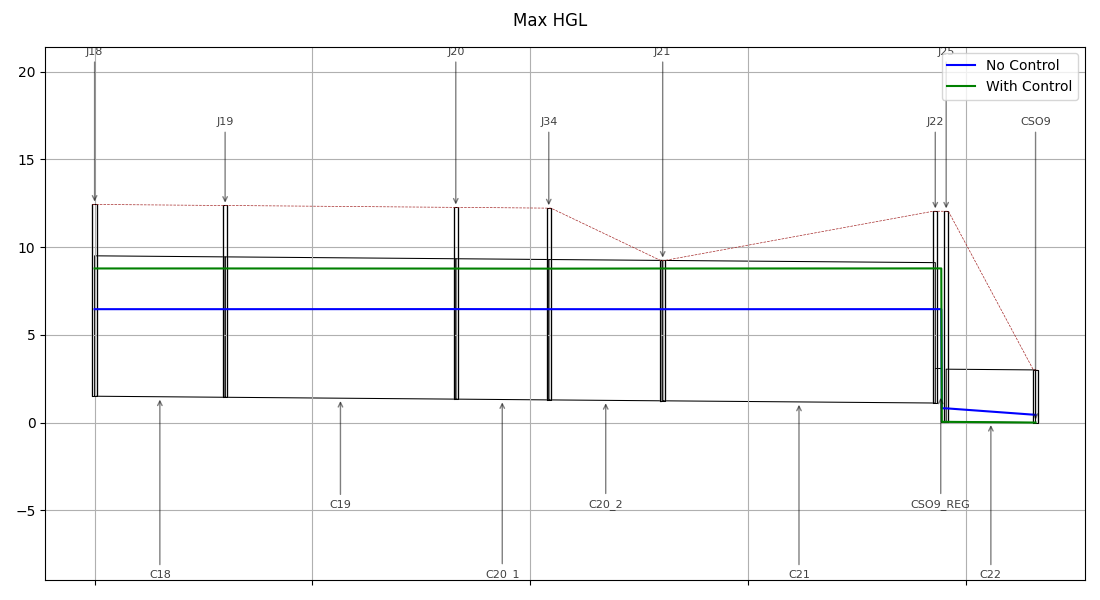 Max HGL
J18
J20
J21
J25
No Control
With Control
J19
J34
J22
CSO9
20
15
10
5
0
−5
C19
C20_2
CSO9_REG
C18
C20_1
C21
C22